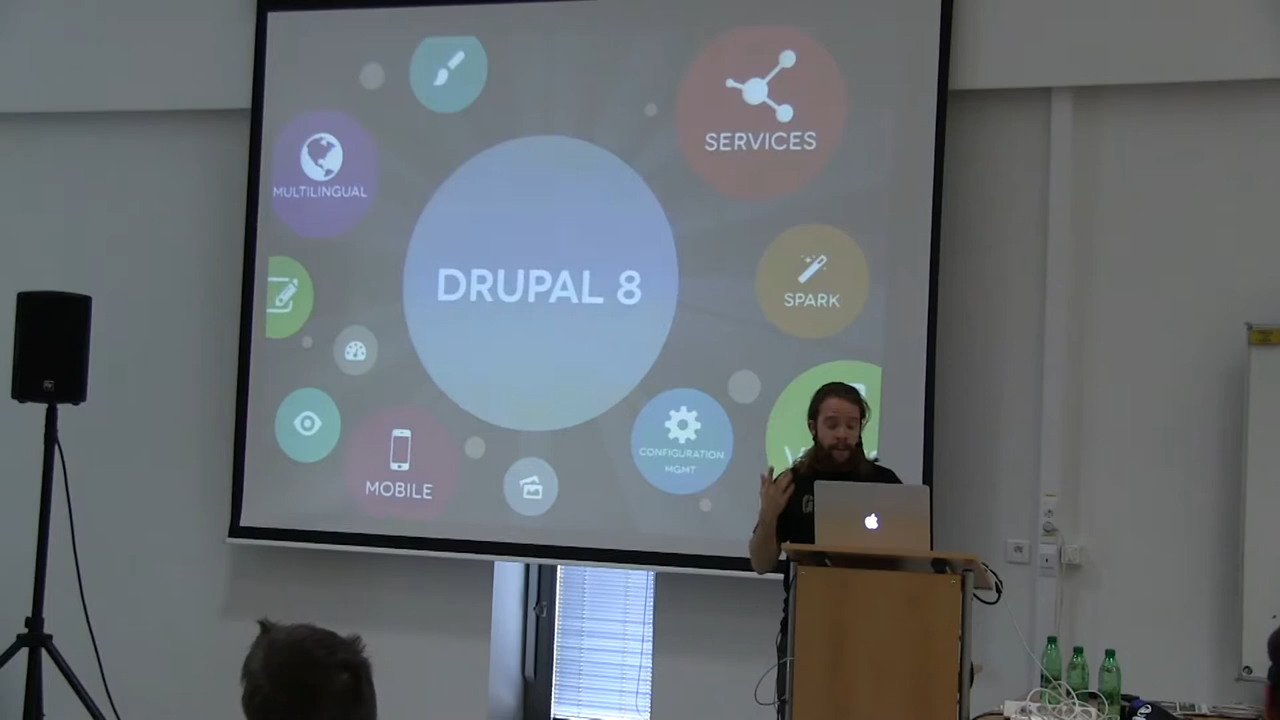 SERVICES
MULTILINGUAL
DRUPAL 8
SPARK
CONFIGURATION
MGMT
MOBILE